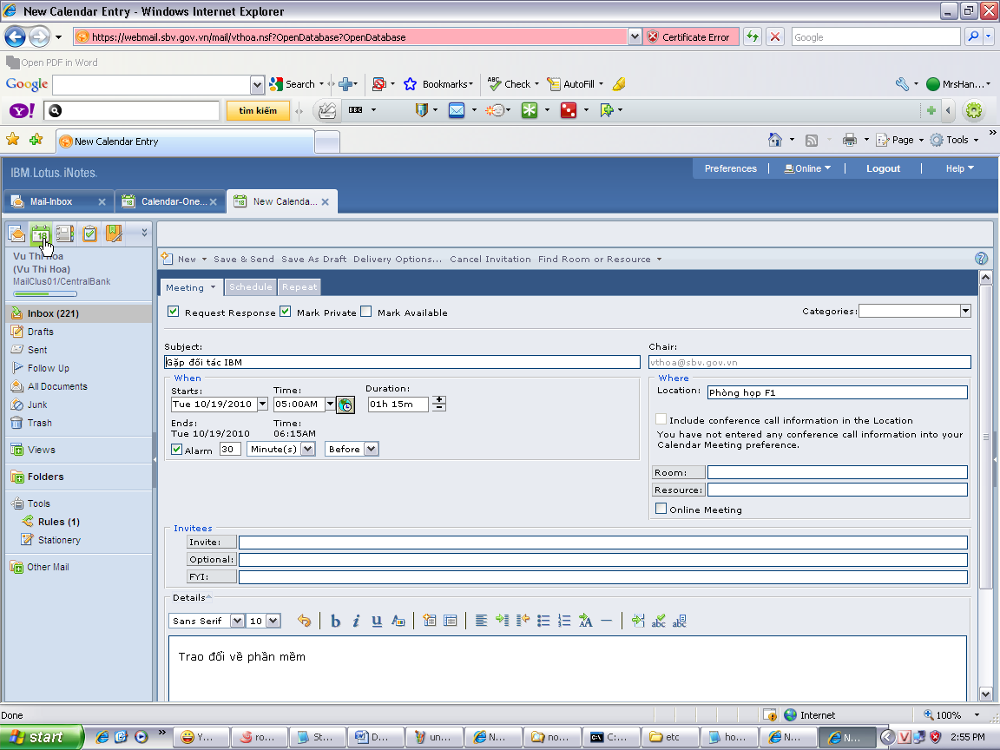 New Calendar Entry - Windows Internet Explorer
https://webmail.sbv.gov.vn/mail/vthoa.nsf?OpenDatabase?OpenDatabase
Certificate Error
Google
Open PDF in Word
Google
Search
Bookmarks
ABC Check
AutoFill
MrsHan...
Y!
tìm kiếm
BBC
New Calendar Entry
Page
Tools
IBM. Lotus. iNotes.
Preferences
Online
Logout
Help
Mail-Inbox
18 Calendar-One...
18 New Calenda...
18
Vu Thi Hoa
(Vu Thi Hoa)
MailClus01/CentralBank
Inbox (221)
Drafts
Sent
Follow Up
All Documents
Junk
Trash
Views
Folders
Tools
Rules (1)
Stationery
Other Mail
New
Save & Send
Save As Draft
Delivery Options...
Cancel Invitation
Find Room or Resource
Meeting
Schedule
Repeat
Request Response
Mark Private
Mark Available
Categories:
Subject:
Gặp đối tác IBM
Chair:
vthoa@sbv.gov.vn
When
Starts:
Time:
Duration:
Tue 10/19/2010
05:00AM
01h 15m
Ends:
Time:
Tue 10/19/2010
06:15AM
Alarm
30
Minute(s)
Before
Where
Location:
Phòng họp F1
Include conference call information in the Location
You have not entered any conference call information into your
Calendar Meeting preference.
Room:
Resource:
Online Meeting
Invitees
Invite:
Optional:
FYI:
Details
Sans Serif
10
b i u
abc
abc
Trao đổi về phần mềm
Done
Internet
100%
start
Y...
ro...
St...
D...
un...
N...
no...
C:...
etc
ho...
N...
N...
2:55 PM